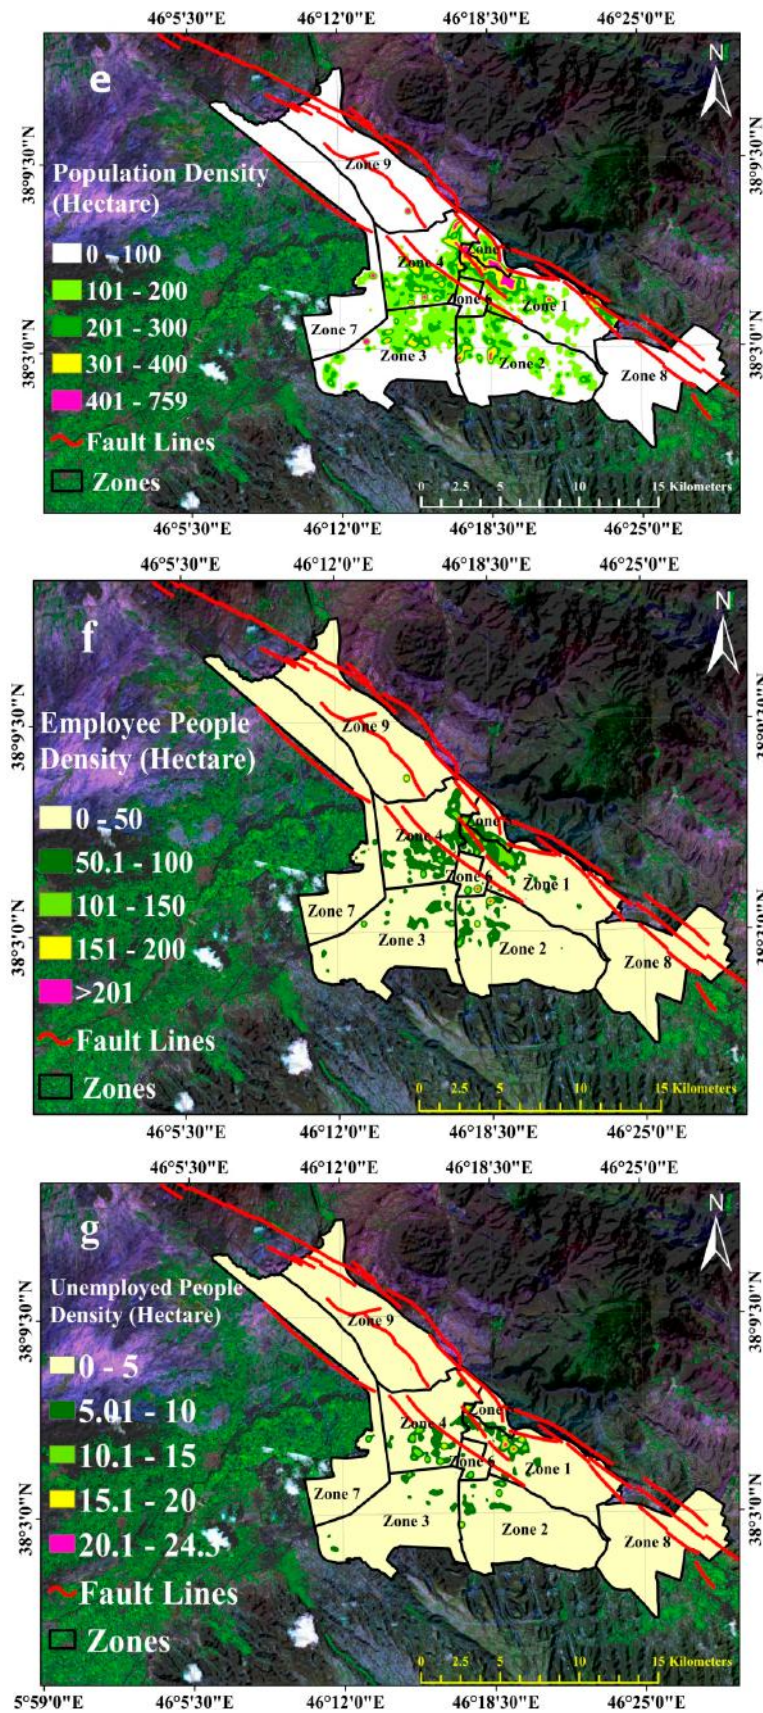 46°5'30"E 46°12'0"E 46°18'30"E 46°25'0"E
e
N
38°9'30"N
38°9'30"N
Population Density
(Hectare)
Zone 9
0 - 100
Zone 4
101 - 200
Zone 1
201 - 300
Zone 7
38°3'0"N
38°3'0"N
301 - 400
Zone 3
Zone 2
Zone 8
401 - 759
Fault Lines
Zones
0 2.5 5 10 15 Kilometers
46°5'30"E 46°12'0"E 46°18'30"E 46°25'0"E
46°5'30"E 46°12'0"E 46°18'30"E 46°25'0"E
f
N
38°9'30"N
38°9'30"N
Employee People
Density (Hectare)
Zone 9
0 - 50
Zone 4
50.1 - 100
Zone 1
101 - 150
Zone 7
38°3'0"N
38°3'0"N
151 - 200
Zone 3
Zone 2
Zone 8
>201
Fault Lines
Zones
0 2.5 5 10 15 Kilometers
46°5'30"E 46°12'0"E 46°18'30"E 46°25'0"E
46°5'30"E 46°12'0"E 46°18'30"E 46°25'0"E
g
N
38°9'30"N
38°9'30"N
Unemployed People
Density (Hectare)
Zone 9
0 - 5
5.01 - 10
Zone 4
10.1 - 15
Zone 1
Zone 7
38°3'0"N
38°3'0"N
15.1 - 20
Zone 3
Zone 2
Zone 8
20.1 - 24.3
Fault Lines
Zones
0 2.5 5 10 15 Kilometers
5°59'0"E 46°5'30"E 46°12'0"E 46°18'30"E 46°25'0"E